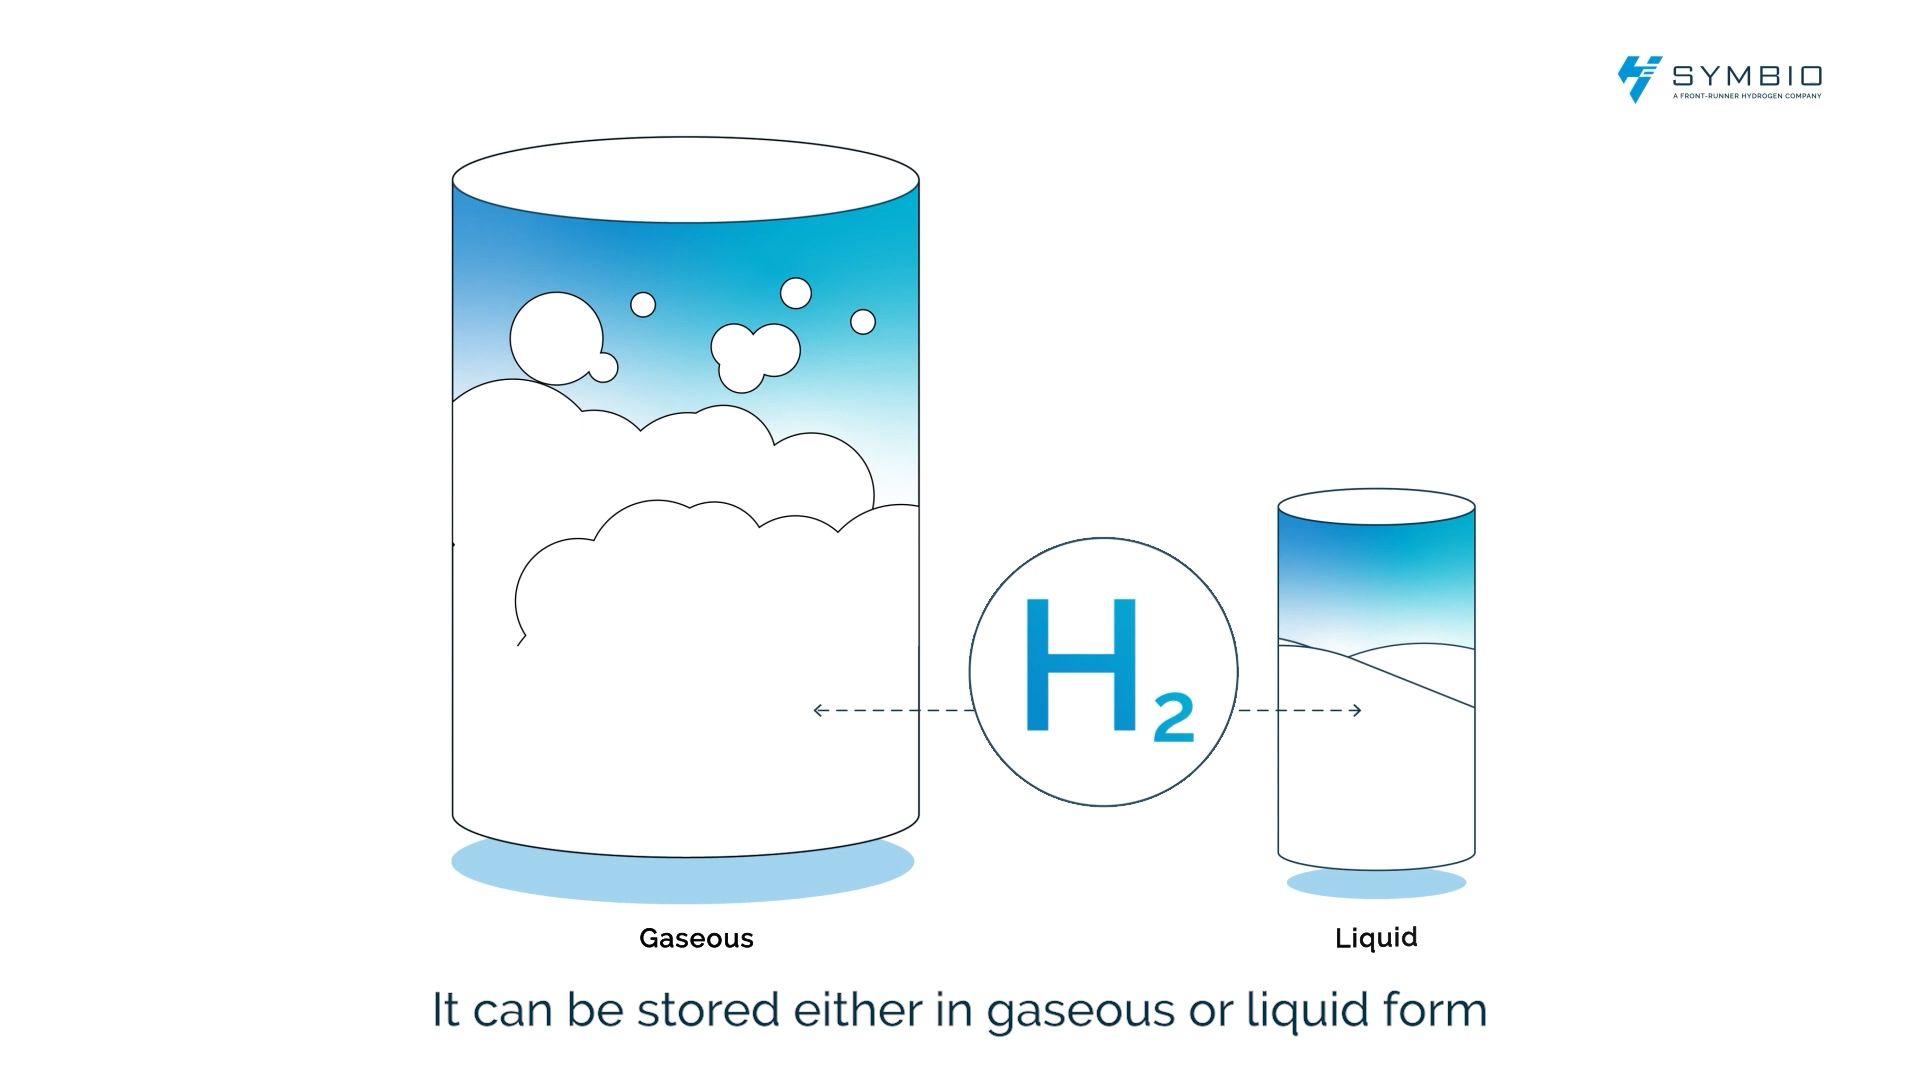 SYMBIO
A FRONT-RUNNER HYDROGEN COMPANY
H2
Gaseous
Liquid
It can be stored either in gaseous or liquid form